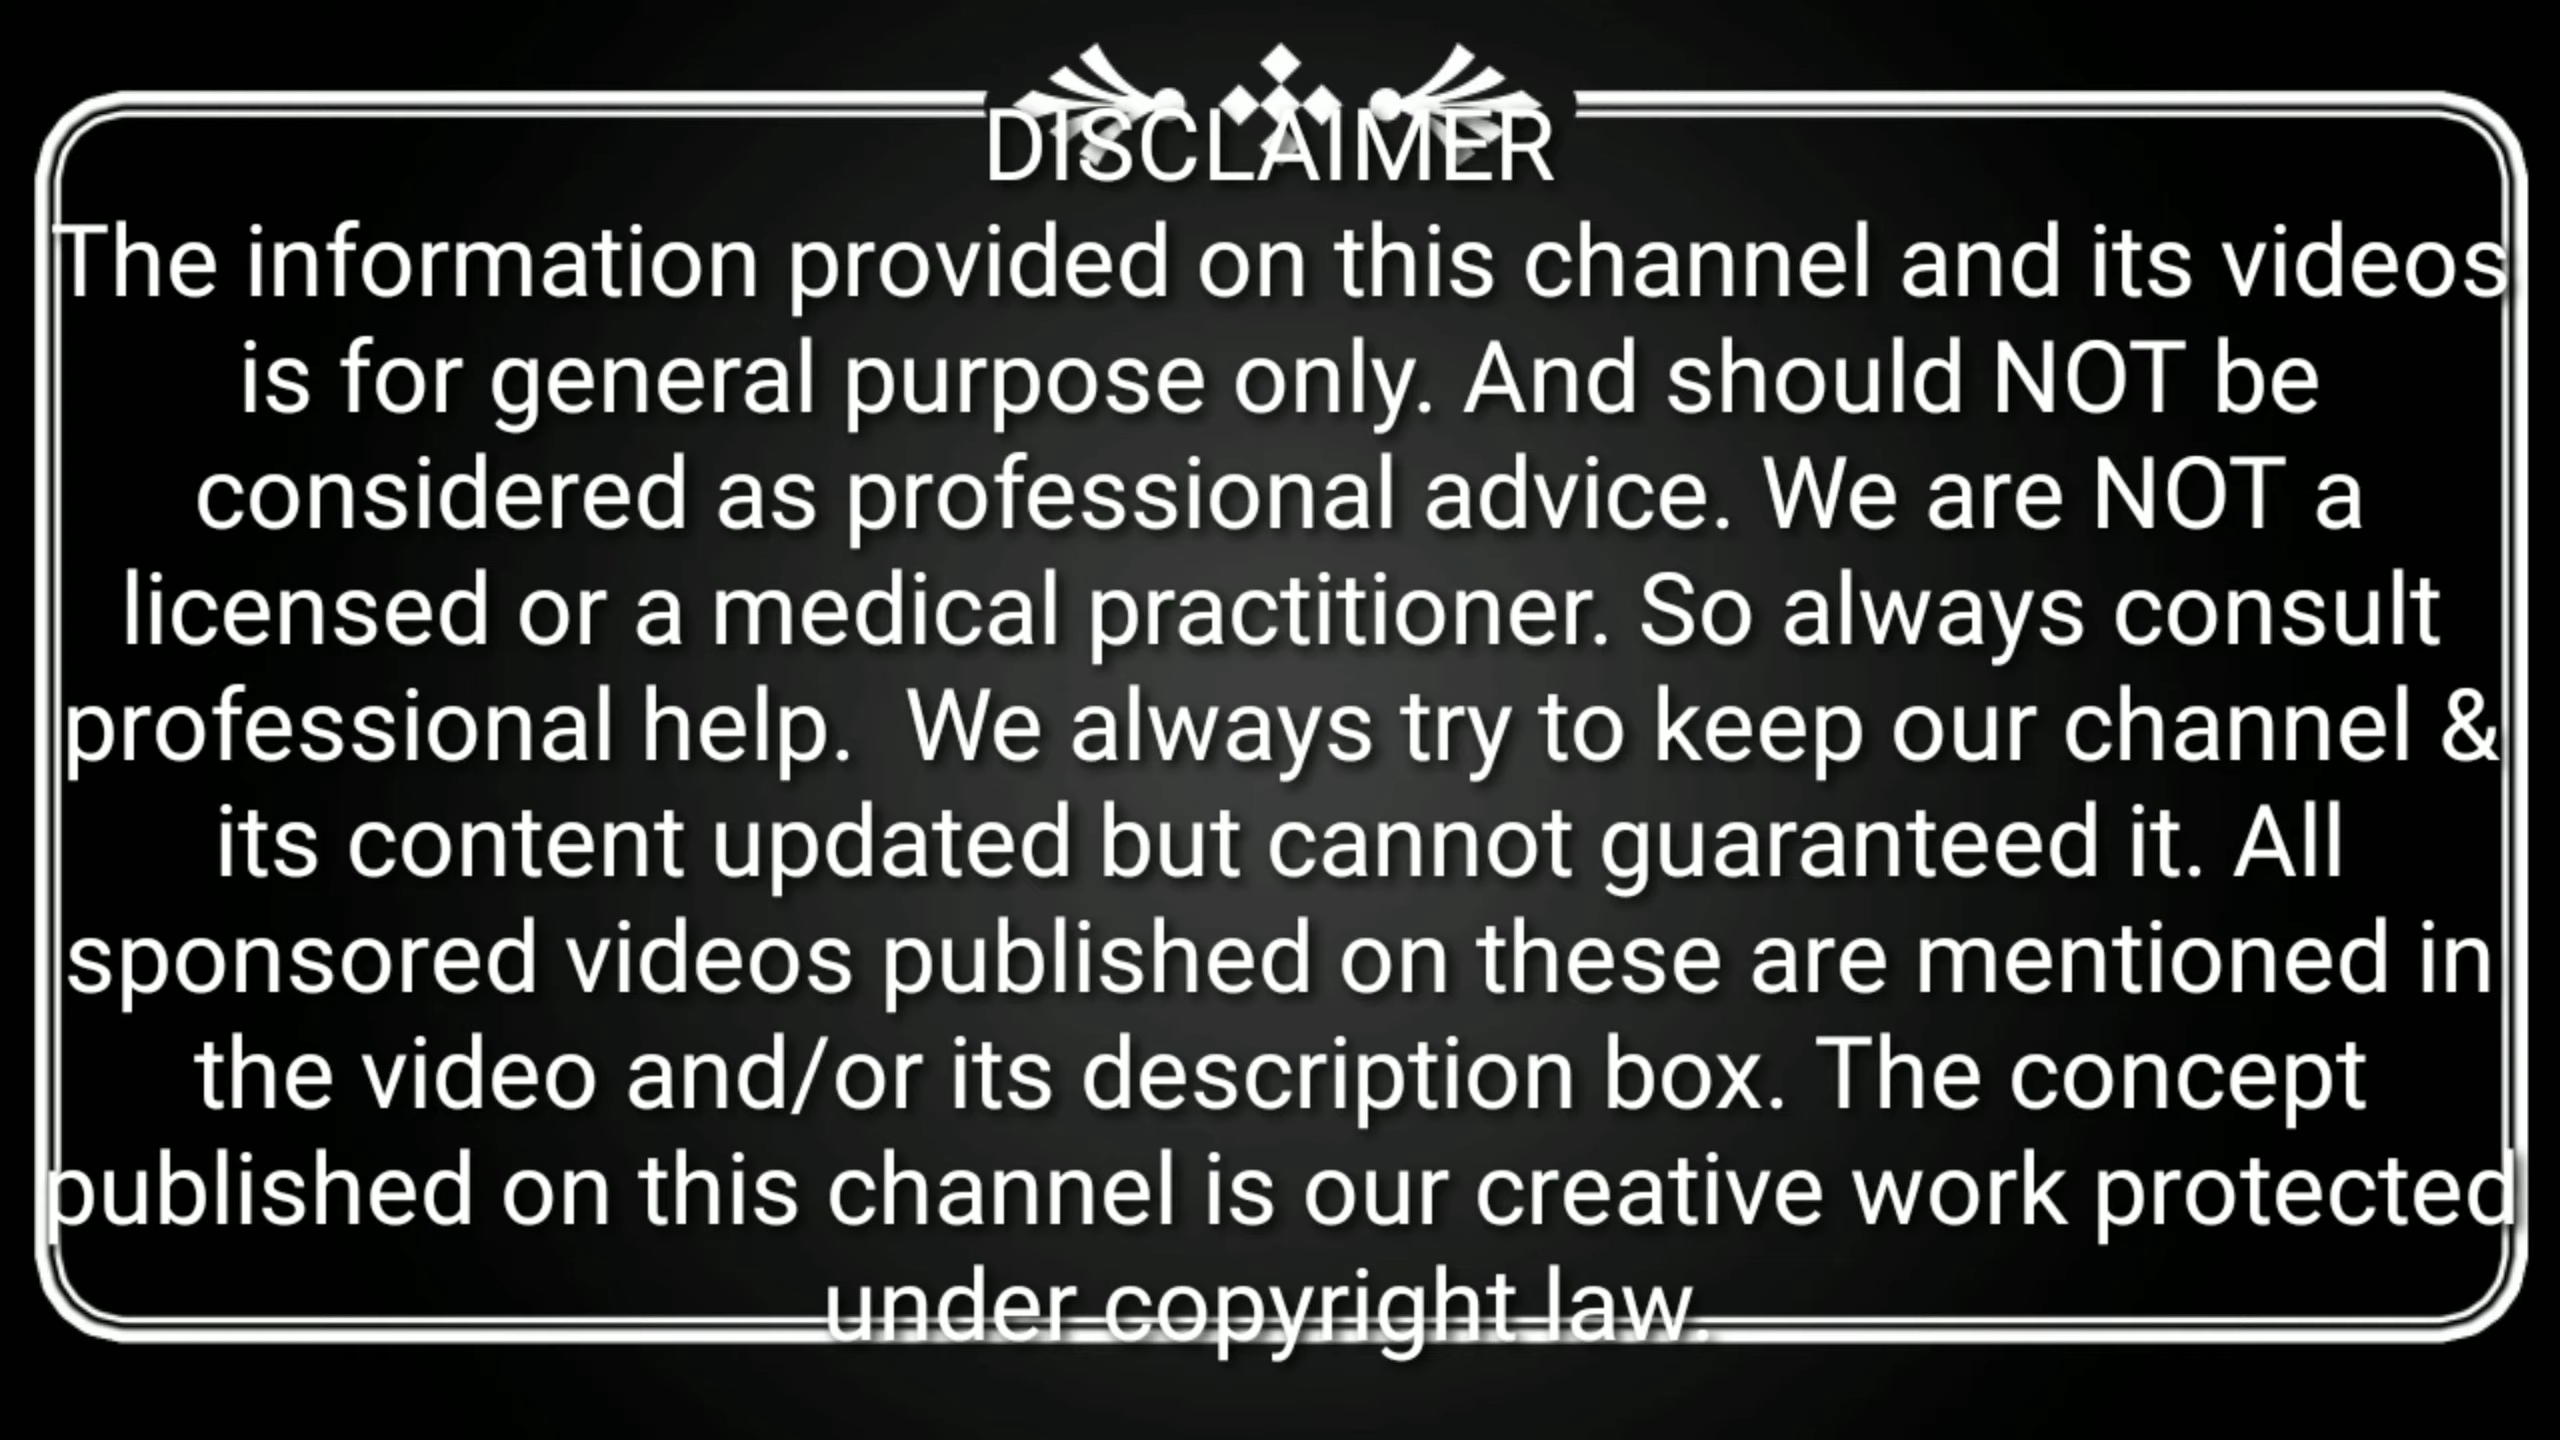 DISCLAIMER
The information provided on this channel and its videos
is for general purpose only. And should NOT be
considered as professional advice. We are NOT a
licensed or a medical practitioner. So always consult
professional help.  We always try to keep our channel &
its content updated but cannot guaranteed it. All
sponsored videos published on these are mentioned in
the video and/or its description box. The concept
published on this channel is our creative work protected
under copyright law.